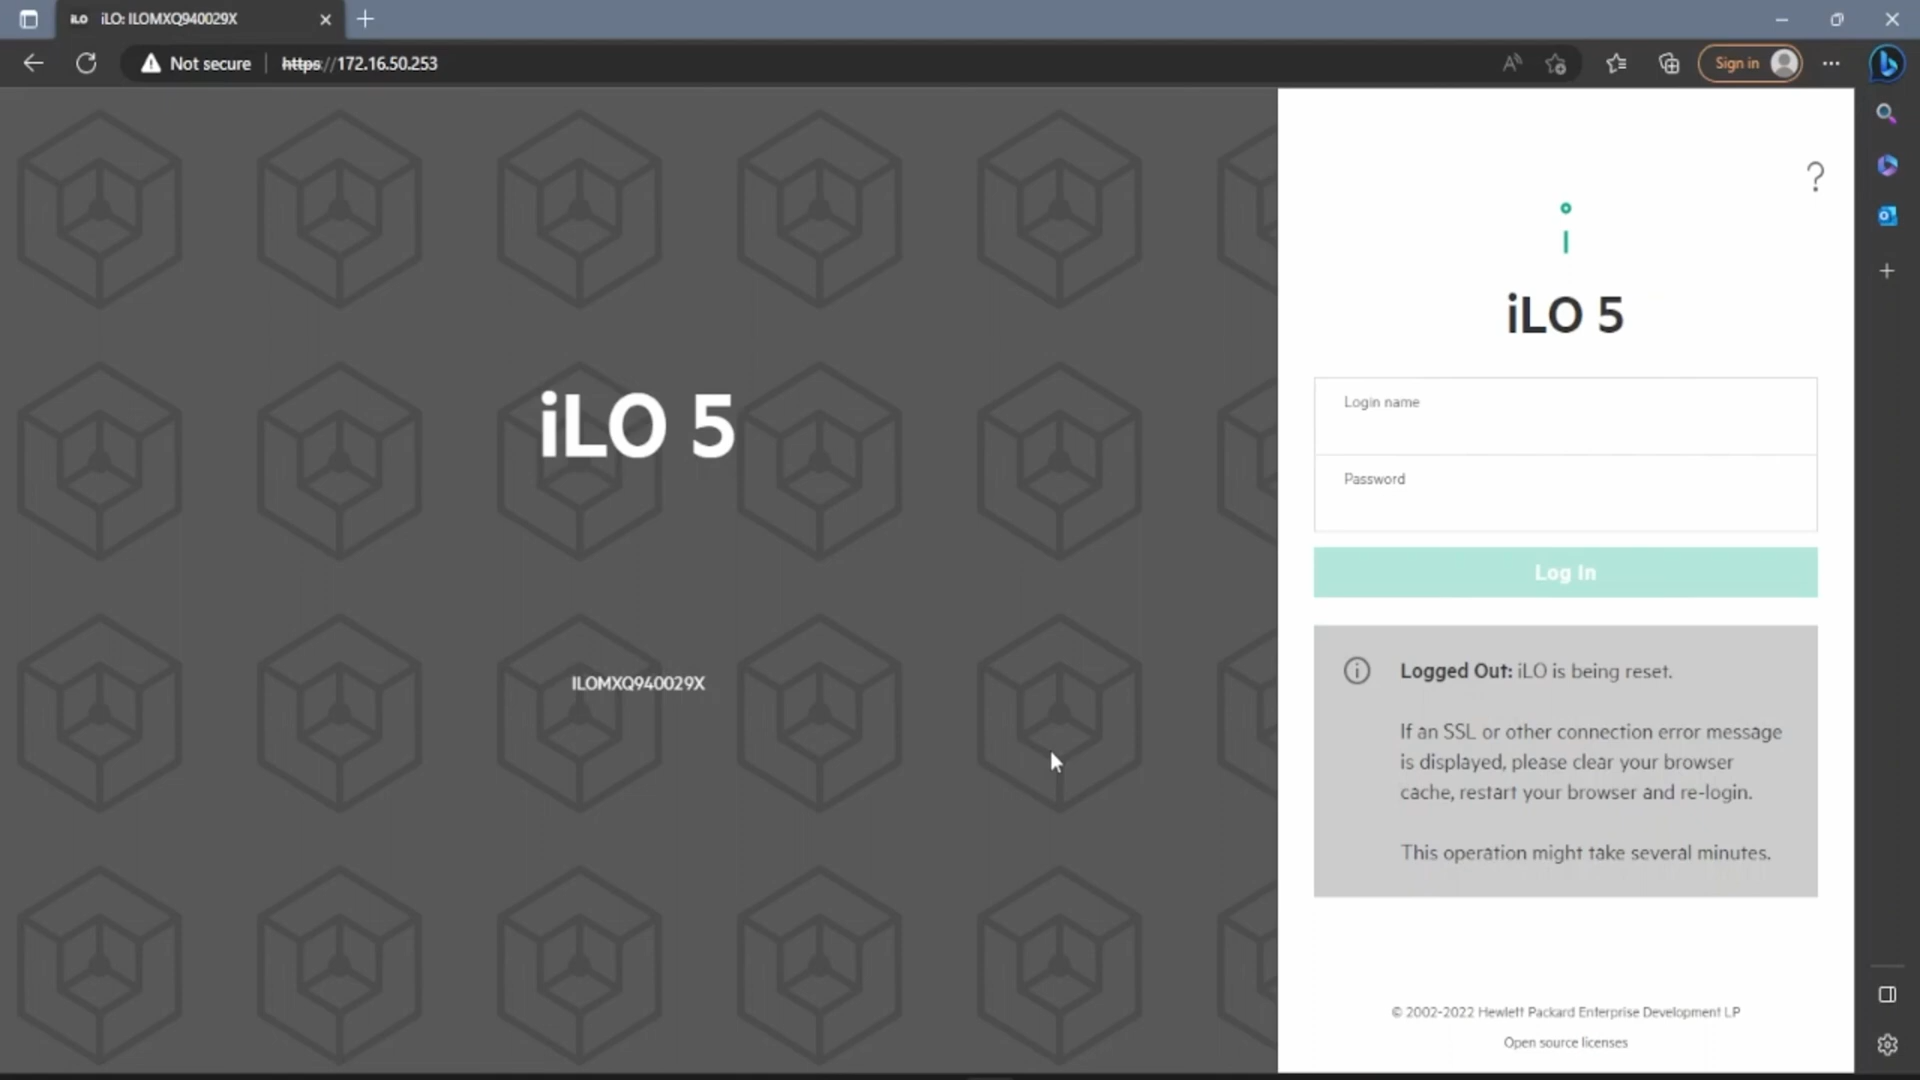 iLO: ILOMXQ940029X
Not secure
https://172.16.50.253
Sign in
?
iLO 5
Login name
Password
Log In
Logged Out: iLO is being reset.
If an SSL or other connection error message
is displayed, please clear your browser
cache, restart your browser and re-login.
This operation might take several minutes.
© 2002-2022 Hewlett Packard Enterprise Development LP
Open source licenses
iLO 5
ILOMXQ940029X